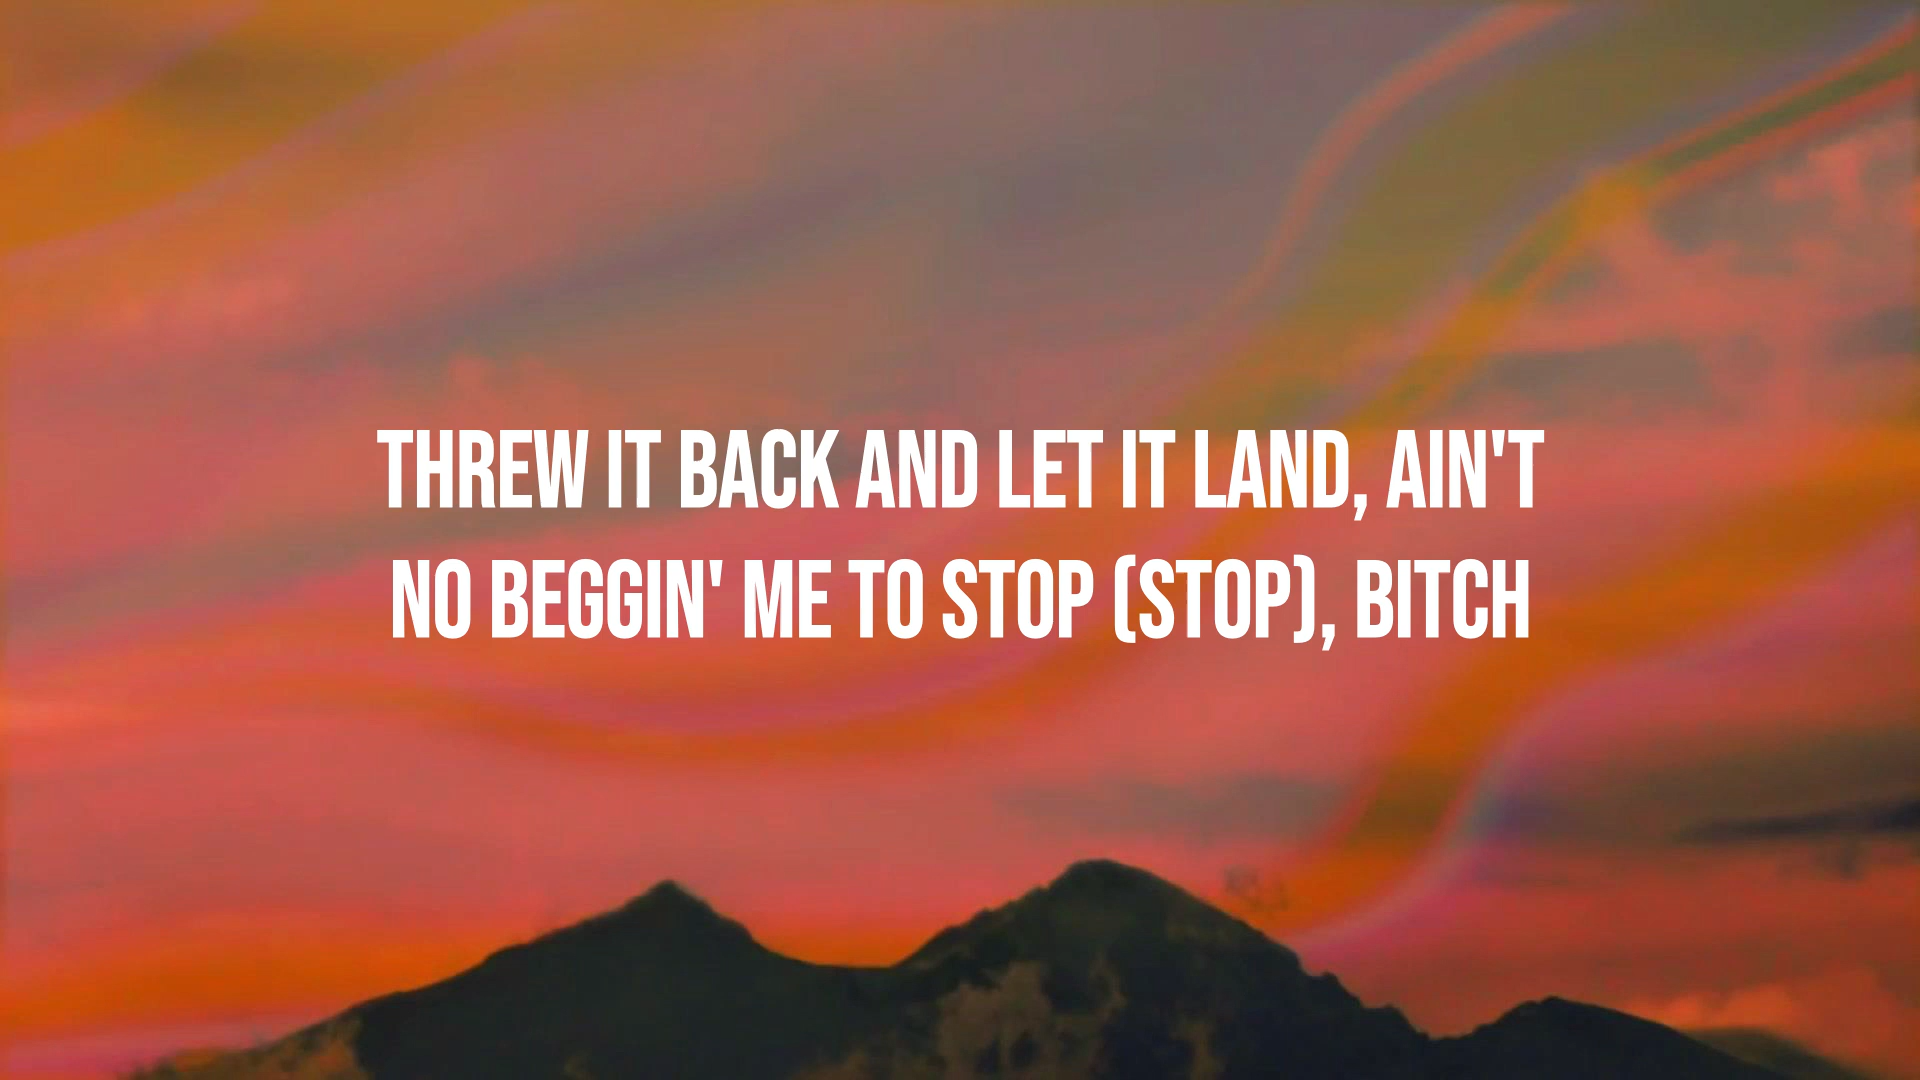 THREW IT BACK AND LET IT LAND, AIN'T
NO BEGGIN' ME TO STOP (STOP), BITCH